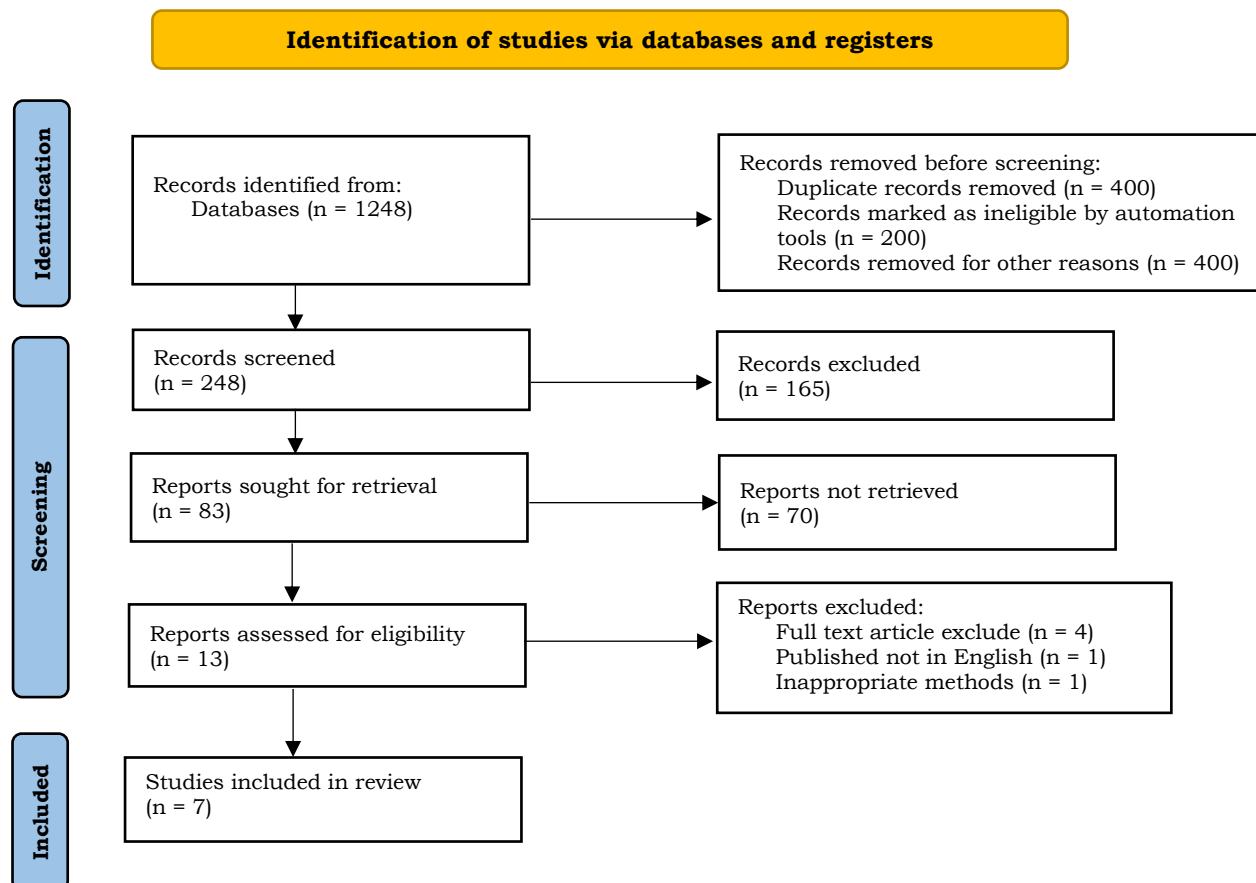 Identification of studies via databases and registers
Identification
Records identified from:
Databases (n = 1248)
Records removed before screening:
Duplicate records removed (n = 400)
Records marked as ineligible by automation
tools (n = 200)
Records removed for other reasons (n = 400)
Screening
Records screened
(n = 248)
Records excluded
(n = 165)
Reports sought for retrieval
(n = 83)
Reports not retrieved
(n = 70)
Reports assessed for eligibility
(n = 13)
Reports excluded:
Full text article exclude (n = 4)
Published not in English (n = 1)
Inappropriate methods (n = 1)
Included
Studies included in review
(n = 7)